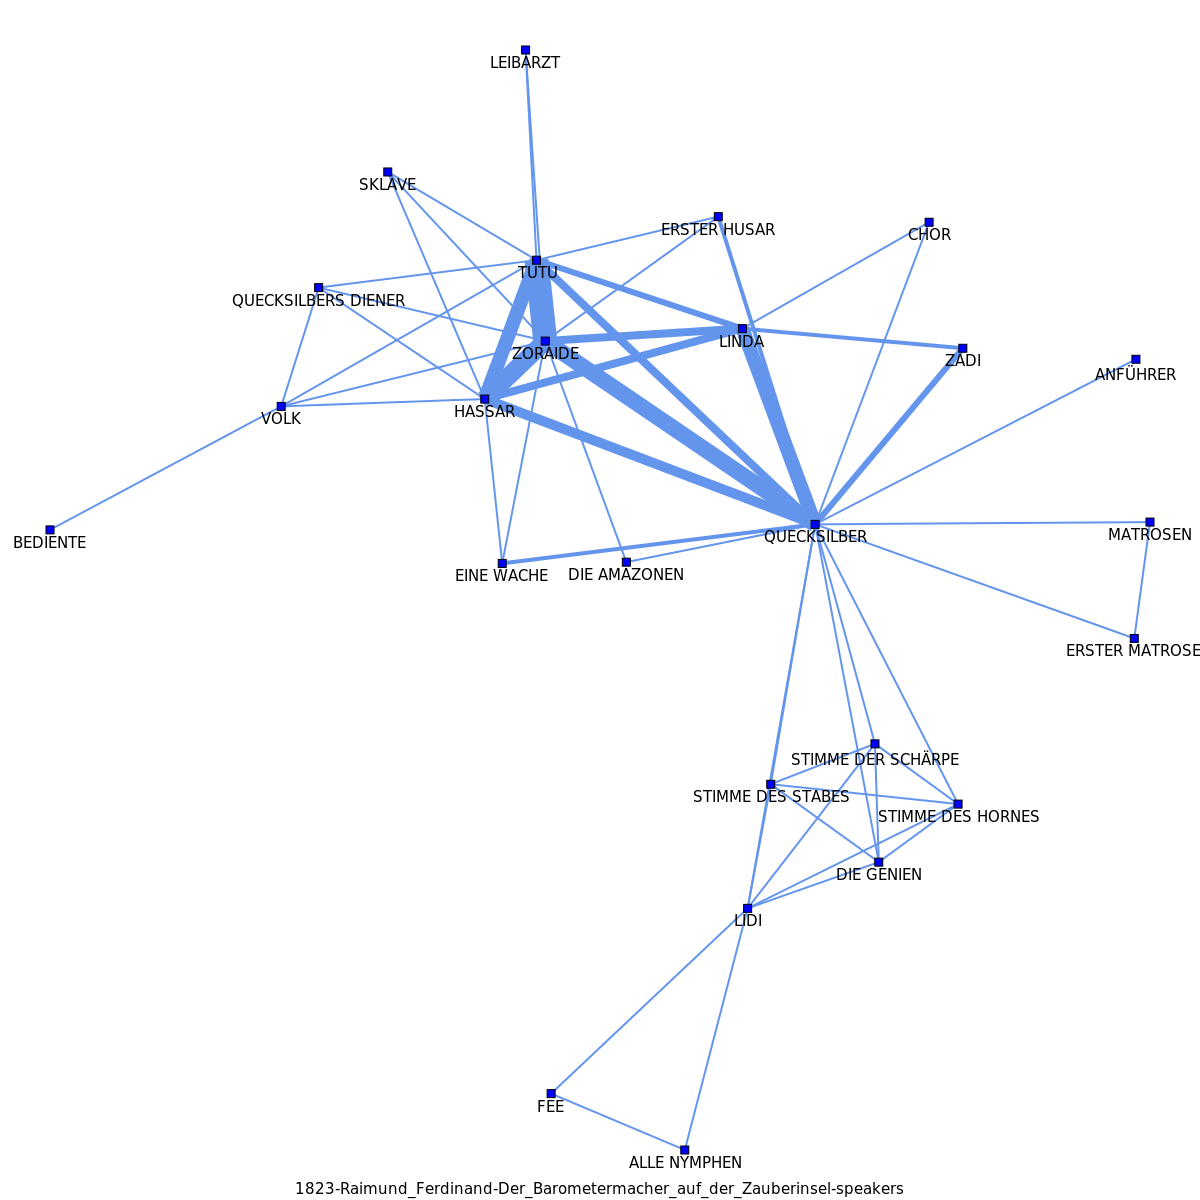 LEIBARZT
SKLAVE
ERSTER HUSAR
CHOR
TUTU
QUECKSILBERS DIENER
LINDA
ZORAIDE
ZADI
ANFÜHRER
HASSAR
VOLK
QUECKSILBER
MATROSEN
BEDIENTE
EINE WACHE
DIE AMAZONEN
ERSTER MATROSE
STIMME DER SCHÄRPE
STIMME DES STABES
STIMME DES HORNES
DIE GENIEN
LIDI
FEE
ALLE NYMPHEN
1823-Raimund_Ferdinand-Der_Barometermacher_auf_der_Zauberinsel-speakers